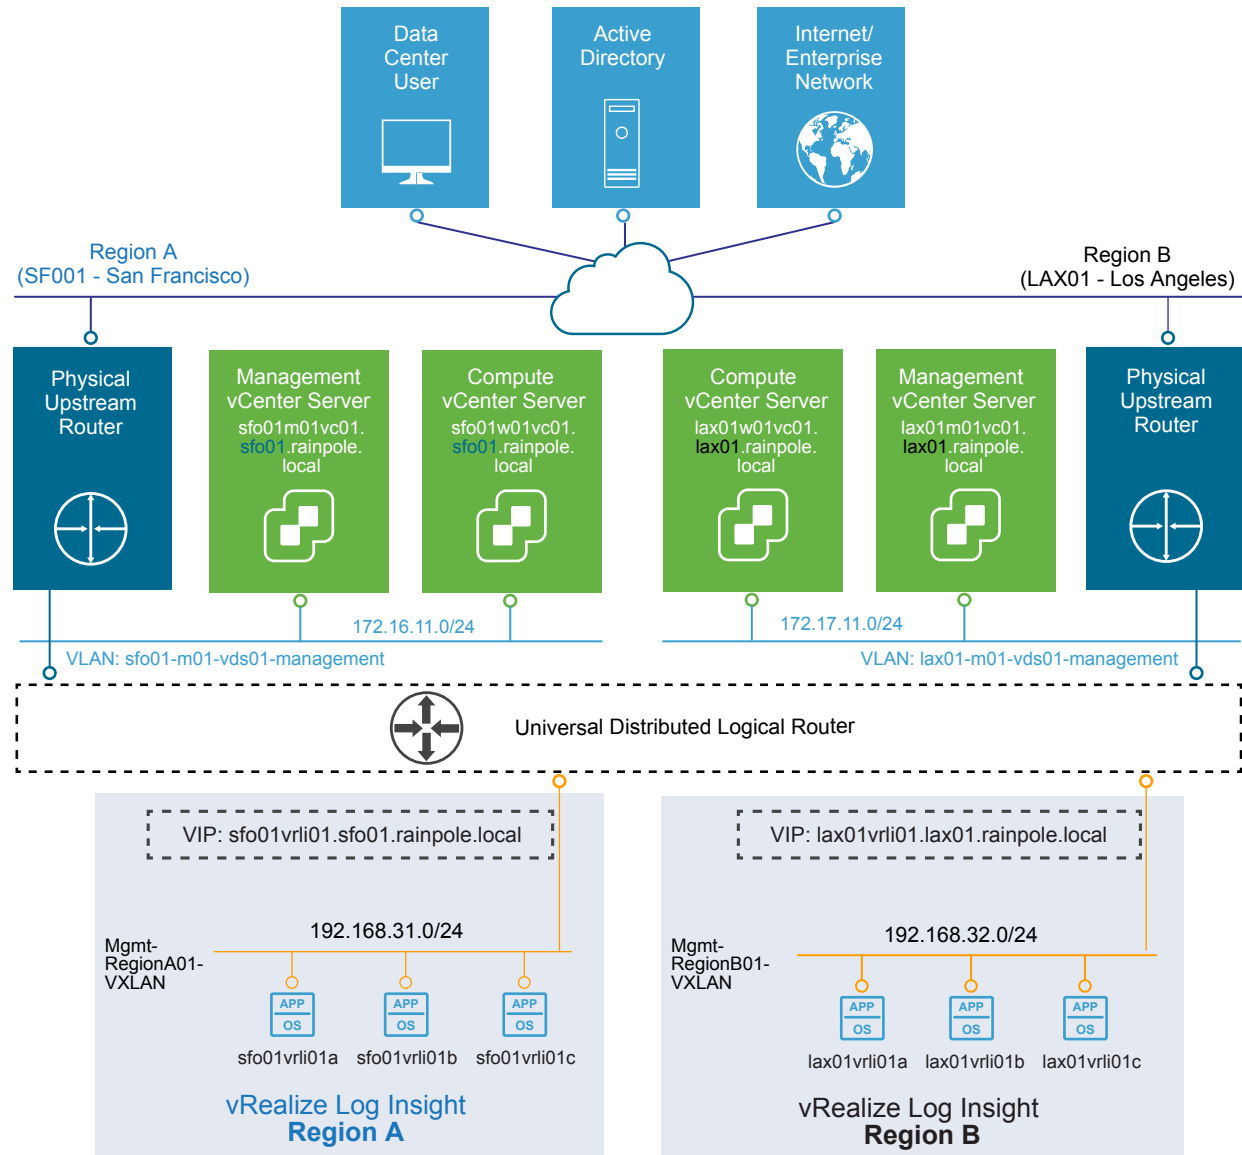 Data
Center
User
Active
Directory
Internet/
Enterprise
Network
Region A
(SF001 - San Francisco)
Region B
(LAX01 - Los Angeles)
Physical
Upstream
Router
Management
vCenter Server
sfo01m01vc01.
sfo01.rainpole.
local
Compute
vCenter Server
sfo01w01vc01.
sfo01.rainpole.
local
Compute
vCenter Server
lax01w01vc01.
lax01.rainpole.
local
Management
vCenter Server
lax01m01vc01.
lax01.rainpole.
local
Physical
Upstream
Router
172.16.11.0/24
VLAN: sfo01-m01-vds01-management
172.17.11.0/24
VLAN: lax01-m01-vds01-management
Universal Distributed Logical Router
VIP: sfo01vrli01.sfo01.rainpole.local
192.168.31.0/24
Mgmt-
RegionA01-
VXLAN
APP
OS
APP
OS
APP
OS
sfo01vrli01a
sfo01vrli01b
sfo01vrli01c
vRealize Log Insight
Region A
VIP: lax01vrli01.lax01.rainpole.local
192.168.32.0/24
Mgmt-
RegionB01-
VXLAN
APP
OS
APP
OS
APP
OS
lax01vrli01a
lax01vrli01b
lax01vrli01c
vRealize Log Insight
Region B